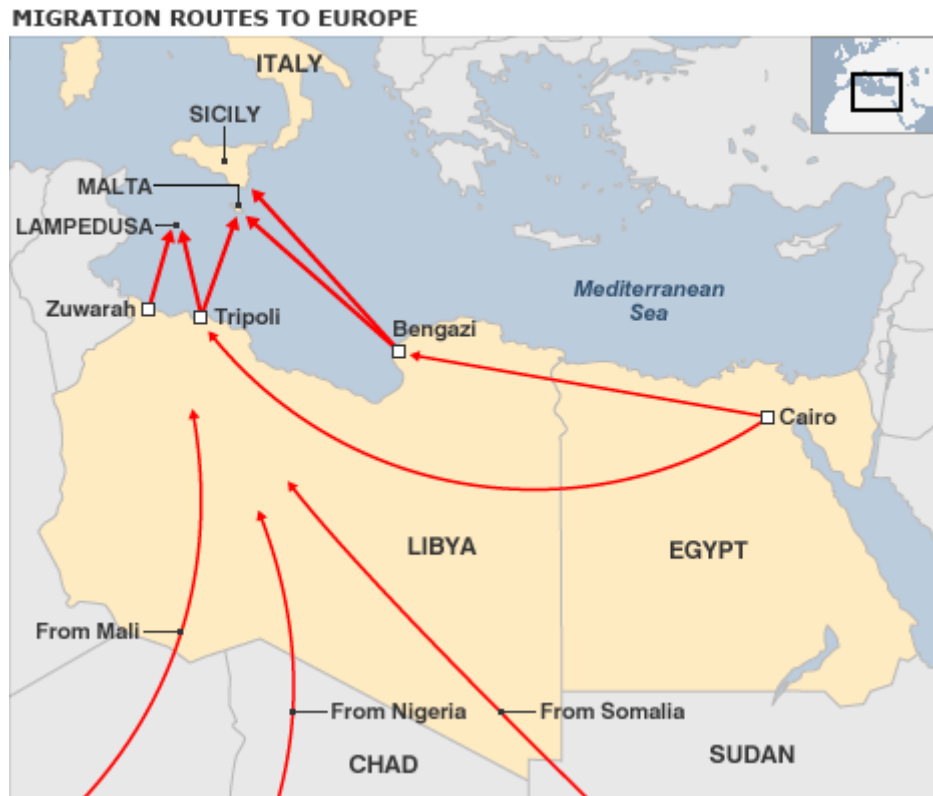 MIGRATION ROUTES TO EUROPE
ITALY
SICILY
MALTA
LAMPEDUSA
Mediterranean
Sea
Zuwarah
Tripoli
Bengazi
Cairo
LIBYA
EGYPT
From Mali
From Nigeria
From Somalia
CHAD
SUDAN